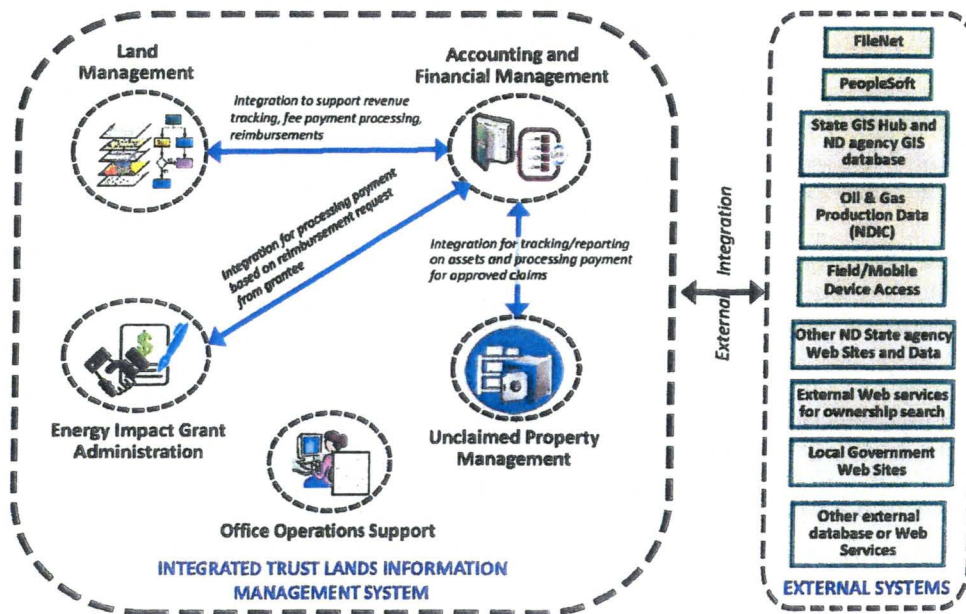 Land
Management
Accounting and
Financial Management
Integration to support revenue
tracking, fee payment processing,
reimbursements
Integration for processing payment
based on reimbursement request
from grantee
Integration for tracking/reporting
on assets and processing payment
for approved claims
$
Energy Impact Grant
Administration
Unclaimed Property
Management
Office Operations Support
INTEGRATED TRUST LANDS INFORMATION
MANAGEMENT SYSTEM
External Integration
FileNet
PeopleSoft
State GIS Hub and
ND agency GIS
database
Oil & Gas
Production Data
(NDIC)
Field/Mobile
Device Access
Other ND State agency
Web Sites and Data
External Web services
for ownership search
Local Government
Web Sites
Other external
database or Web
Services
EXTERNAL SYSTEMS